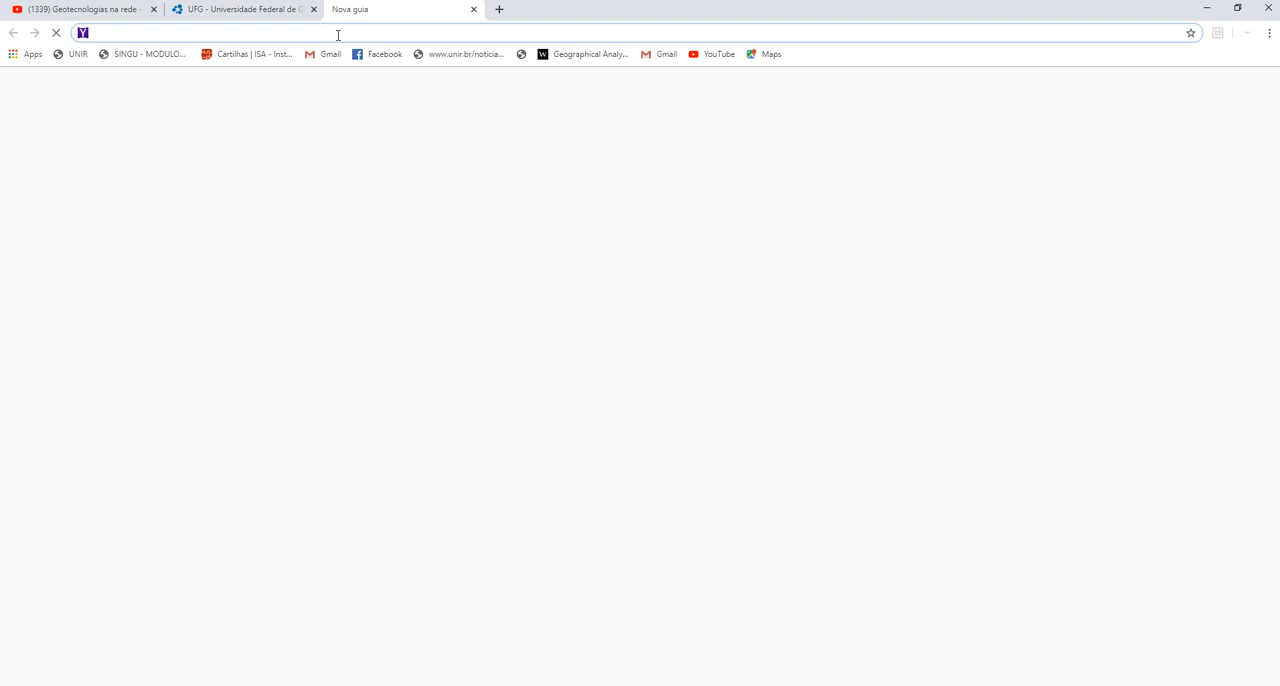 (1339) Geotecnologias na rede - UFG - Universidade Federal de G Nova guia
Apps UNIR SINGU - MODULO... Cartilhas | ISA - Inst... Gmail Facebook www.unir.br/noticia... Geographical Analy... Gmail YouTube Maps